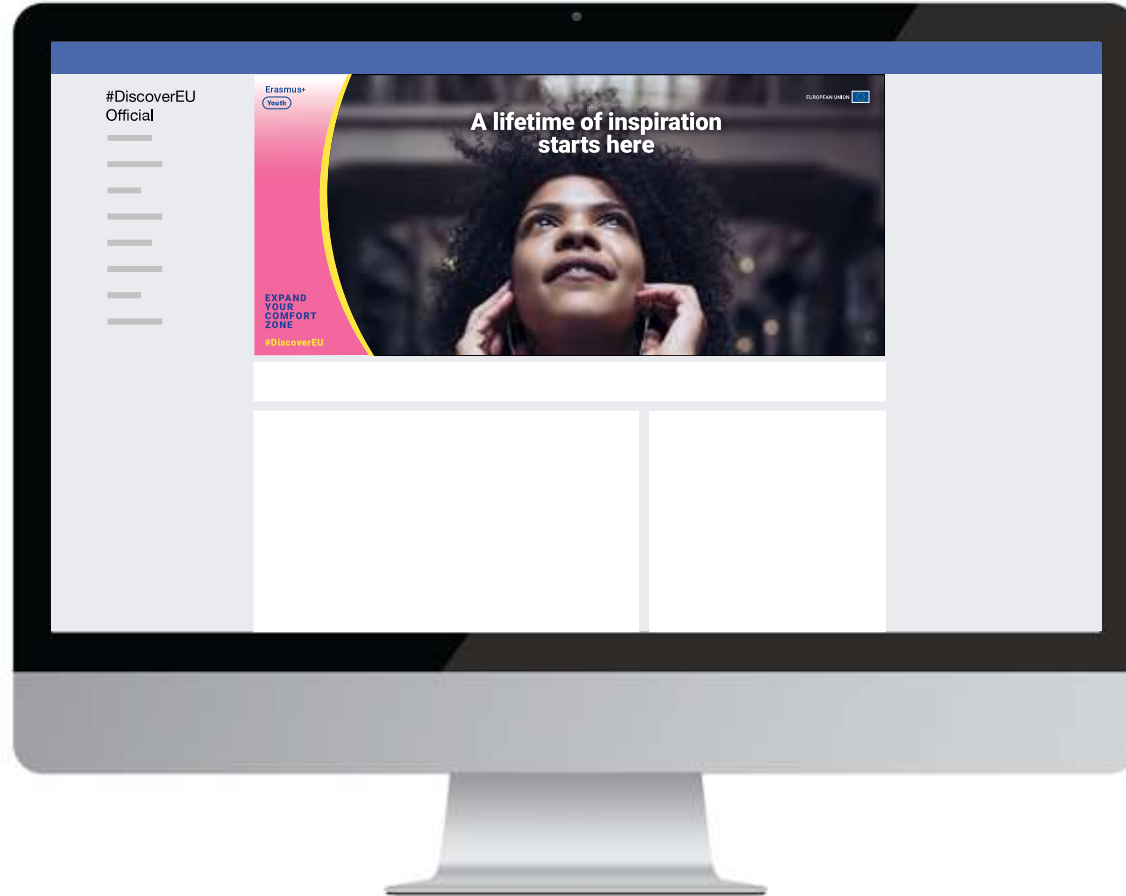 #DiscoverEU
Official
Erasmus+
Youth
EUROPEAN UNION
A lifetime of inspiration
starts here
EXPAND
YOUR
COMFORT
ZONE
#DiscoverEU